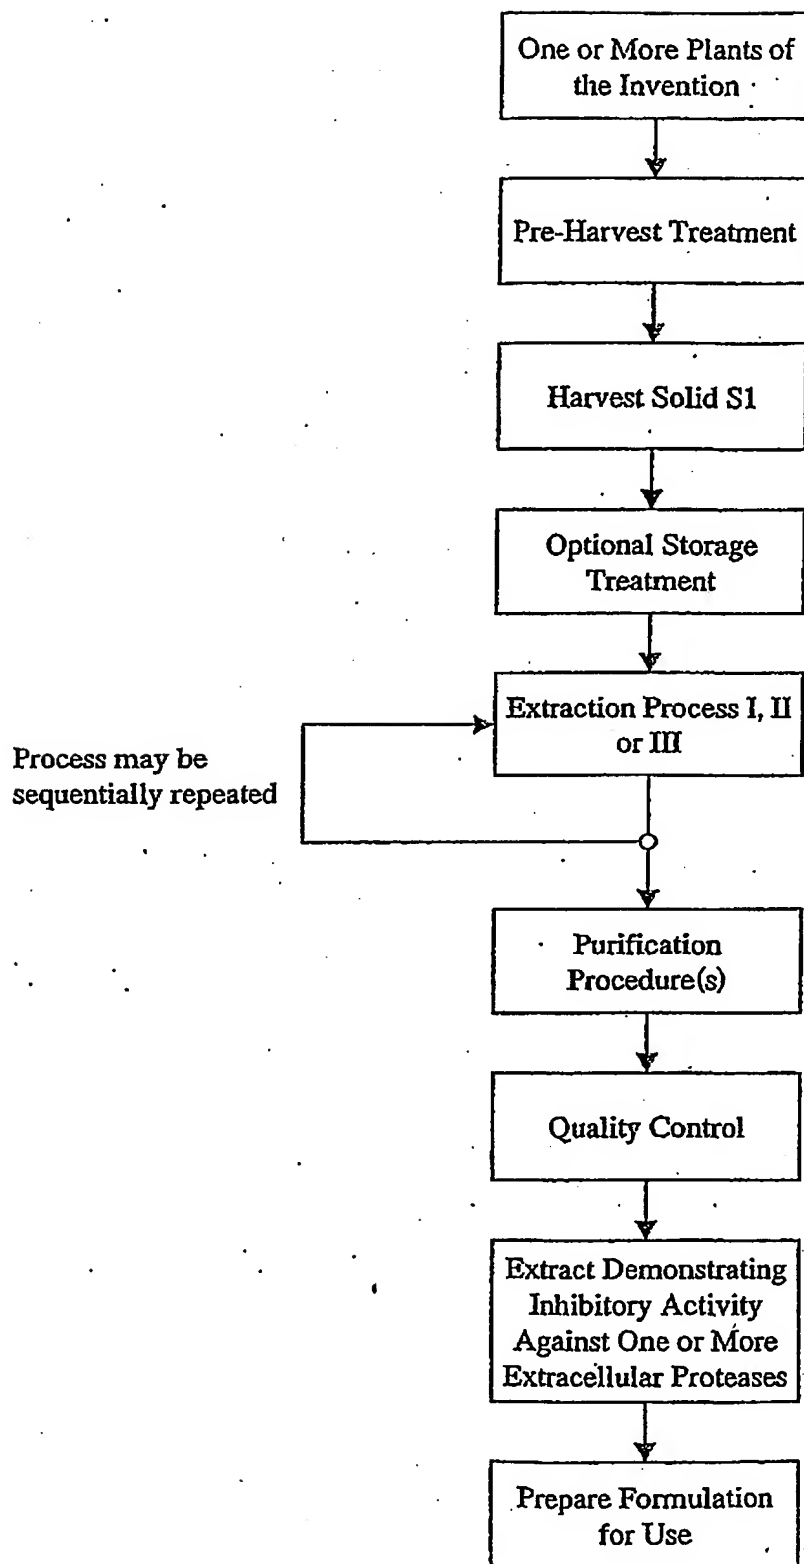 One or More Plants of
the Invention
Pre-Harvest Treatment
Harvest Solid S1
Optional Storage
Treatment
Extraction Process I, II
or III
Process may be
sequentially repeated
Purification
Procedure(s)
Quality Control
Extract Demonstrating
Inhibitory Activity
Against One or More
Extracellular Proteases
Prepare Formulation
for Use